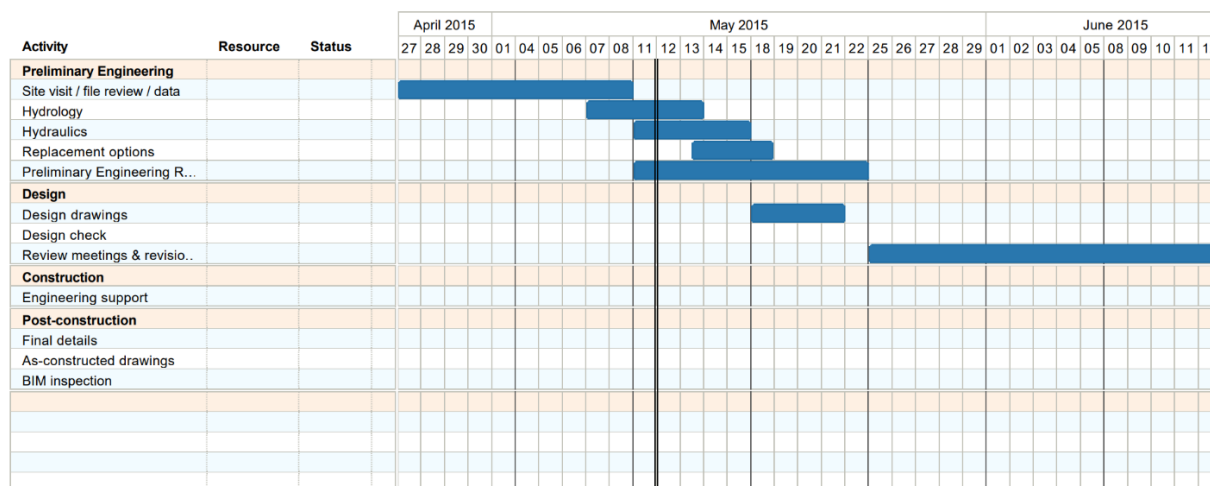 April 2015 May 2015 June 2015
Activity Resource Status 27 28 29 30 01 04 05 06 07 08 11 12 13 14 15 18 19 20 21 22 25 26 27 28 29 01 02 03 04 05 08 09 10 11
Preliminary Engineering
Site visit / file review / data
Hydrology
Hydraulics
Replacement options
Preliminary Engineering R...
Design
Design drawings
Design check
Review meetings & revisio..
Construction
Engineering support
Post-construction
Final details
As-constructed drawings
BIM inspection